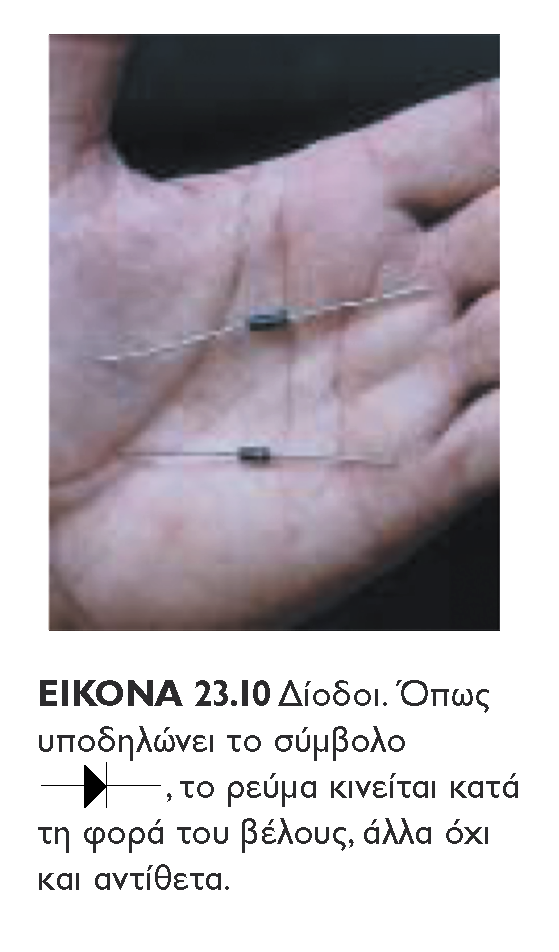 ΕΙΚΟΝΑ 23.10 Δίοδοι. Όπως
υποδηλώνει το σύμβολο
, το ρεύμα κινείται κατά
τη φορά του βέλους, άλλα όχι
και αντίθετα.